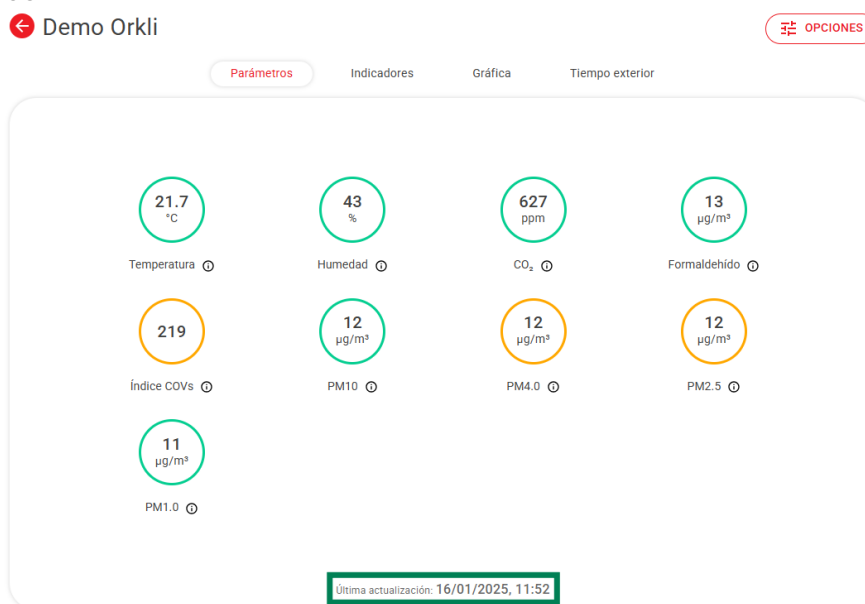 Demo Orkli
OPCIONES
Parámetros Indicadores Gráfica Tiempo exterior
21.7 °C
Temperatura
43 %
Humedad
627 ppm
CO₂
13 µg/m³
Formaldehído
219
Índice COVs
12 µg/m³
PM10
12 µg/m³
PM4.0
12 µg/m³
PM2.5
11 µg/m³
PM1.0
Última actualización: 16/01/2025, 11:52